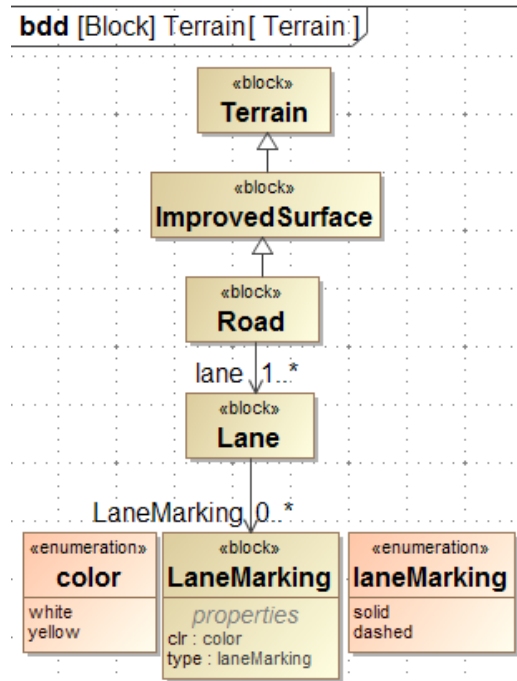 bdd [Block] Terrain[ Terrain ]
«block»
Terrain
«block»
ImprovedSurface
«block»
Road
lane 1..*
«block»
Lane
LaneMarking 0..*
«enumeration»
color
white
yellow
«block»
LaneMarking
properties
clr : color
type : laneMarking
«enumeration»
laneMarking
solid
dashed